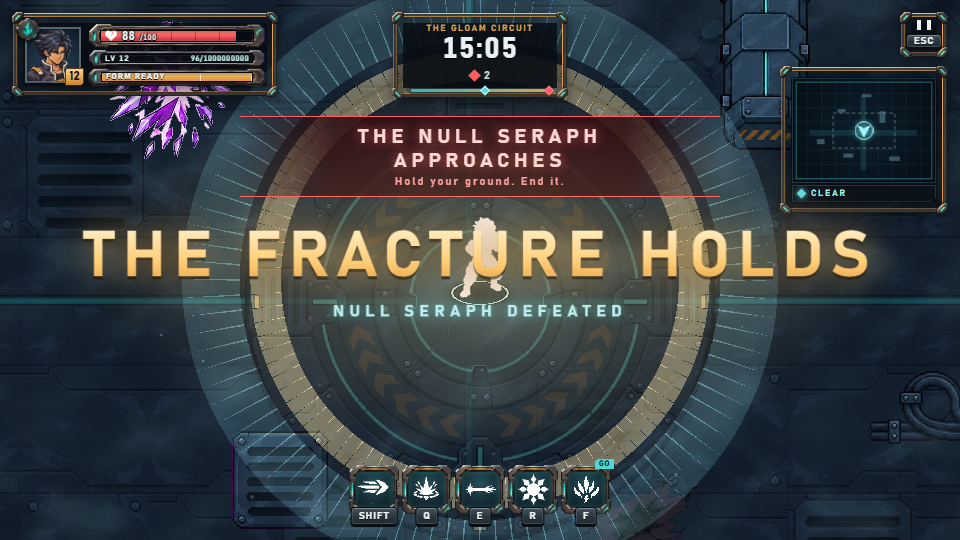 88 /100
LV 12 96/1000000000
FORM READY
12
THE GLOAM CIRCUIT
15:05
2
ESC
CLEAR
THE NULL SERAPH
APPROACHES
Hold your ground. End it.
THE FRACTURE HOLDS
NULL SERAPH DEFEATED
GO
SHIFT Q E R F